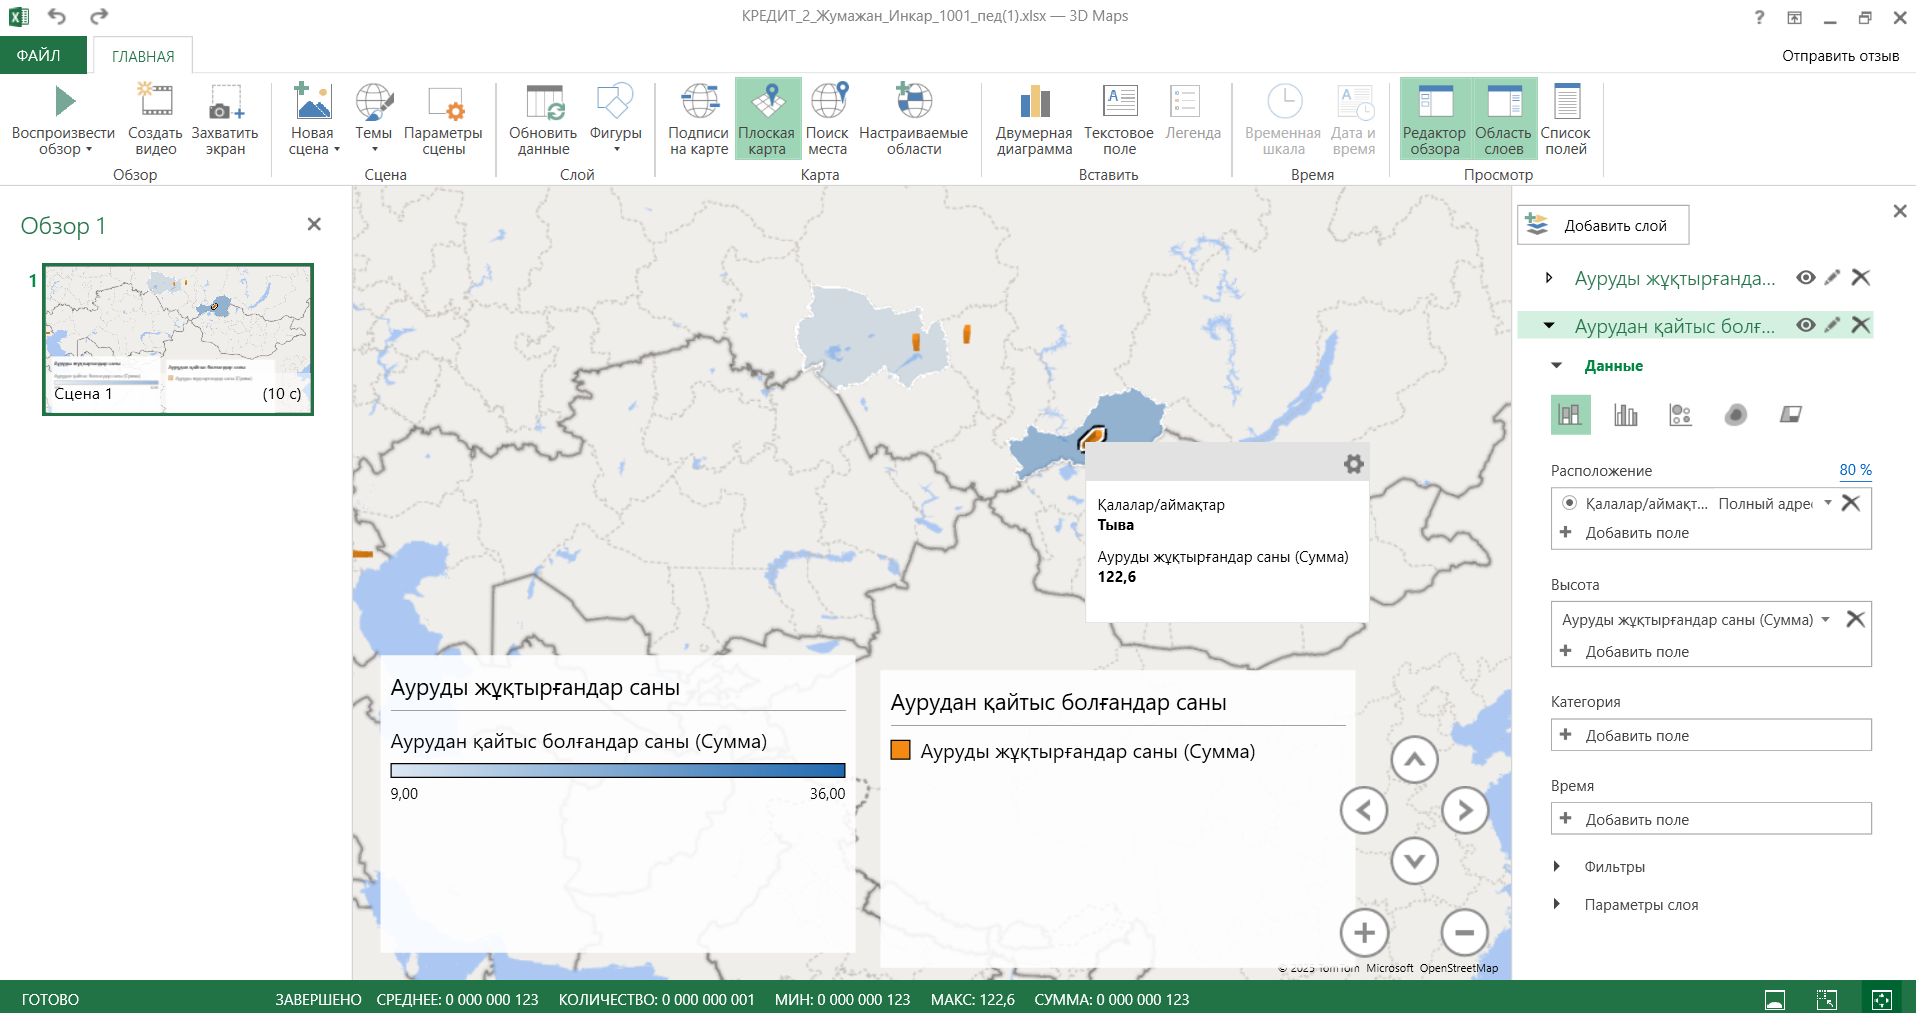 КРЕДИТ_2_Жумажан_Инкар_1001_пед(1).xlsx — 3D Maps
ФАЙЛ
ГЛАВНАЯ
Отправить отзыв
Воспроизвести обзор
Создать видео
Захватить экран
Обзор
Новая сцена
Темы
Параметры сцены
Сцена
Обновить данные
Фигуры
Слой
Подписи на карте
Плоская карта
Поиск места
Настраиваемые области
Карта
Двумерная диаграмма
Текстовое поле
Легенда
Вставить
Временная шкала
Дата и время
Время
Редактор обзора
Область слоев
Список полей
Просмотр
Обзор 1
1
Сцена 1
(10 с)
Қалалар/аймақтар
Тыва
Ауруды жұқтырғандар саны (Сумма)
122,6
Ауруды жұқтырғандар саны
Аурудан қайтыс болғандар саны (Сумма)
9,00
36,00
Аурудан қайтыс болғандар саны
Ауруды жұқтырғандар саны (Сумма)
© 2025 TomTom Microsoft OpenStreetMap
Добавить слой
Ауруды жұқтырғанда...
Аурудан қайтыс болғ...
Данные
Расположение
80 %
Қалалар/аймақт...
Полный адрес
Добавить поле
Высота
Ауруды жұқтырғандар саны (Сумма)
Добавить поле
Категория
Добавить поле
Время
Добавить поле
Фильтры
Параметры слоя
ГОТОВО
ЗАВЕРШЕНО
СРЕДНЕЕ: 0 000 000 123
КОЛИЧЕСТВО: 0 000 000 001
МИН: 0 000 000 123
МАКС: 122,6
СУММА: 0 000 000 123